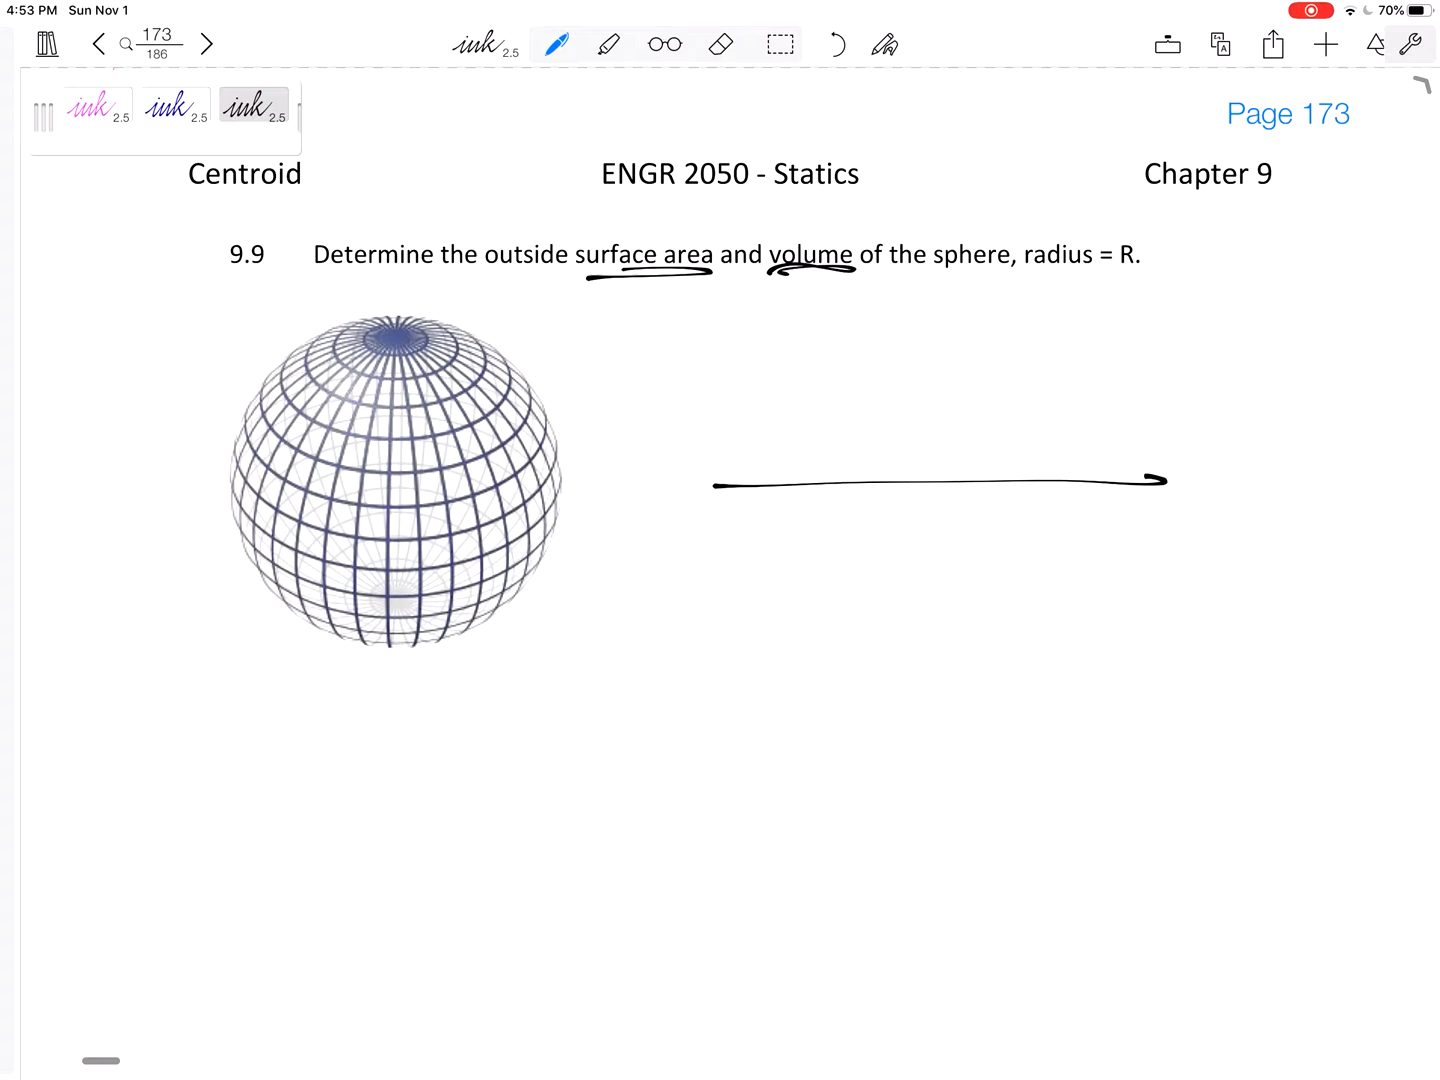 4:53 PM Sun Nov 1
70%
173
186
ink 2.5
ink 2.5
ink 2.5
ink 2.5
Page 173
Centroid ENGR 2050 - Statics Chapter 9
9.9 Determine the outside surface area and volume of the sphere, radius = R.